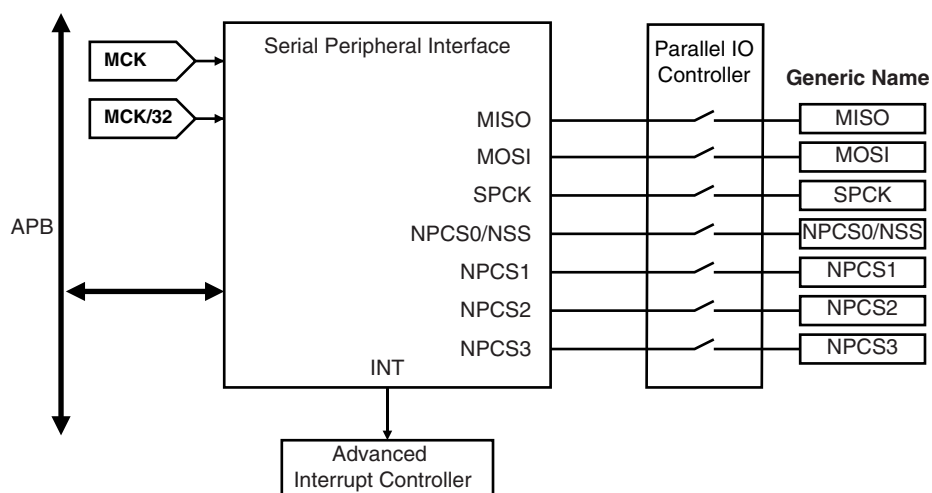 Serial Peripheral Interface
Parallel IO
Controller
Generic Name
MCK
MCK/32
APB
MISO
MOSI
SPCK
NPCS0/NSS
NPCS1
NPCS2
NPCS3
INT
MISO
MOSI
SPCK
NPCS0/NSS
NPCS1
NPCS2
NPCS3
Advanced
Interrupt Controller